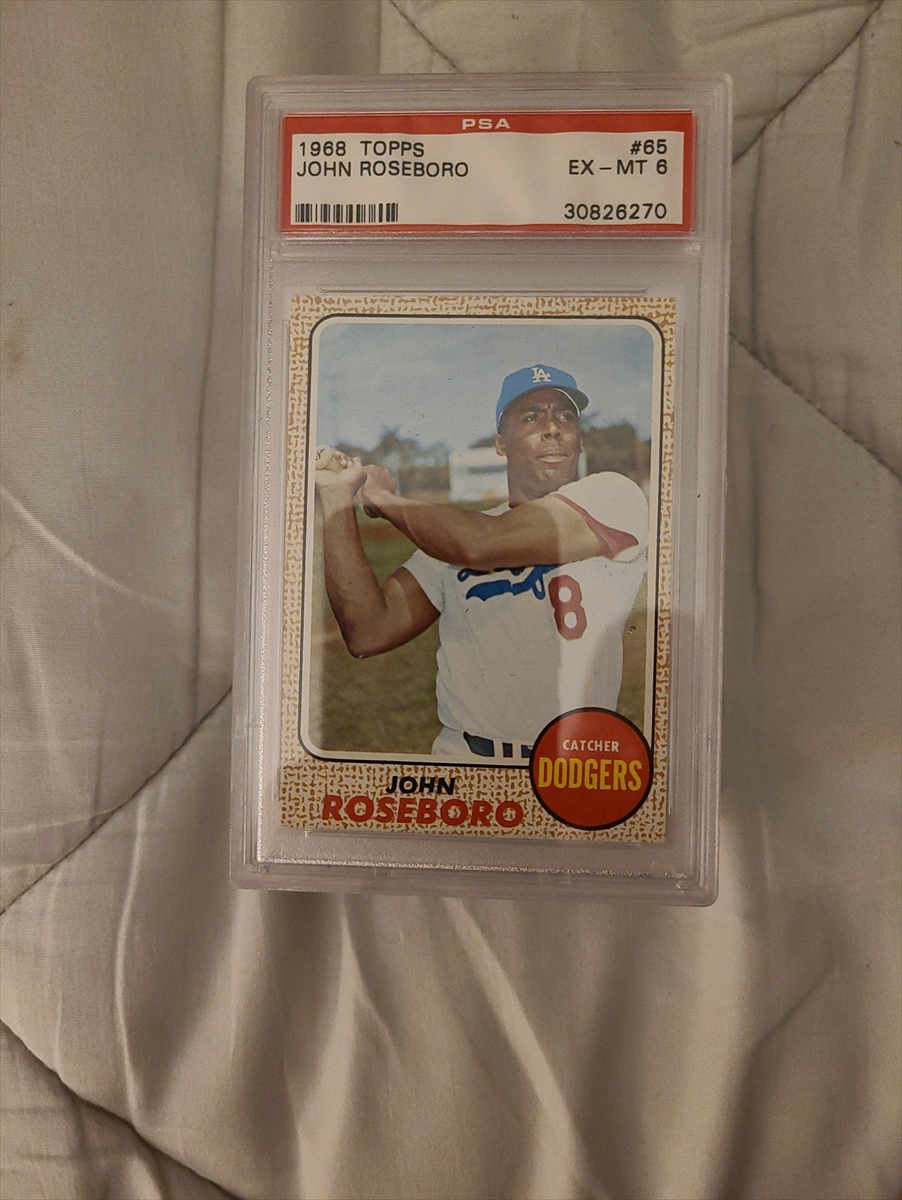 PSA
1968 TOPPS #65
JOHN ROSEBORO EX-MT 6
30826270
LA
8
CATCHER
DODGERS
JOHN
ROSEBORO